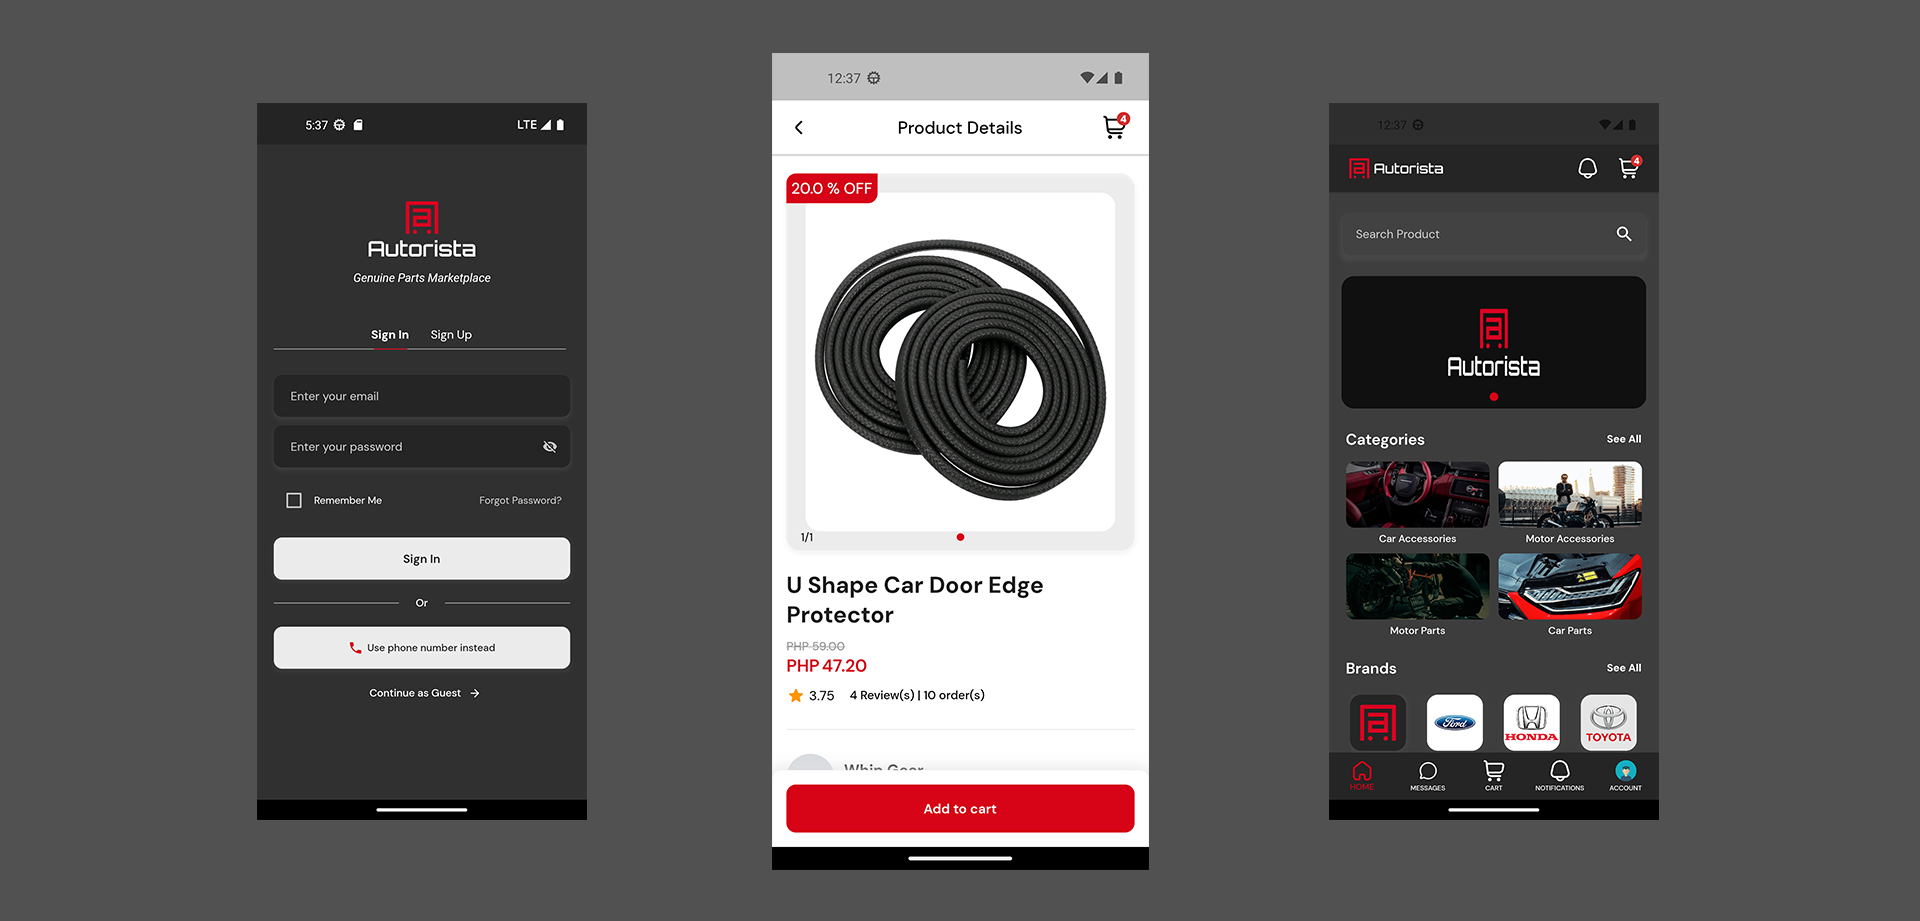 5:37
LTE
Autorista
Genuine Parts Marketplace
Sign In
Sign Up
Enter your email
Enter your password
Remember Me
Forgot Password?
Sign In
Or
Use phone number instead
Continue as Guest
12:37
Product Details
4
20.0 % OFF
1/1
U Shape Car Door Edge
Protector
PHP 59.00
PHP 47.20
3.75
4 Review(s) | 10 order(s)
Whip Gear
Add to cart
12:37
Autorista
4
Search Product
Autorista
Categories
See All
Car Accessories
Motor Accessories
Motor Parts
Car Parts
Brands
See All
Ford
HONDA
TOYOTA
HOME
MESSAGES
CART
NOTIFICATIONS
ACCOUNT